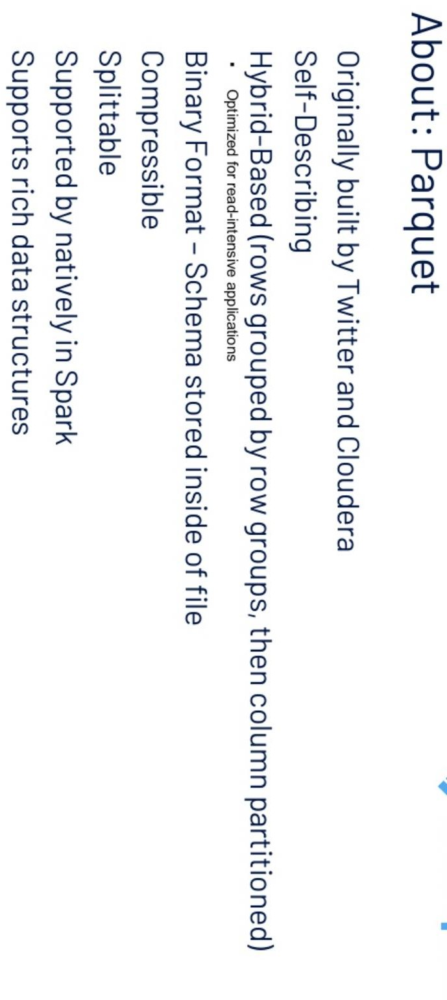 About: Parquet
Originally built by Twitter and Cloudera
Self-Describing
Hybrid-Based (rows grouped by row groups, then column partitioned)
▪ Optimized for read-intensive applications
Binary Format – Schema stored inside of file
Compressible
Splittable
Supported by natively in Spark
Supports rich data structures